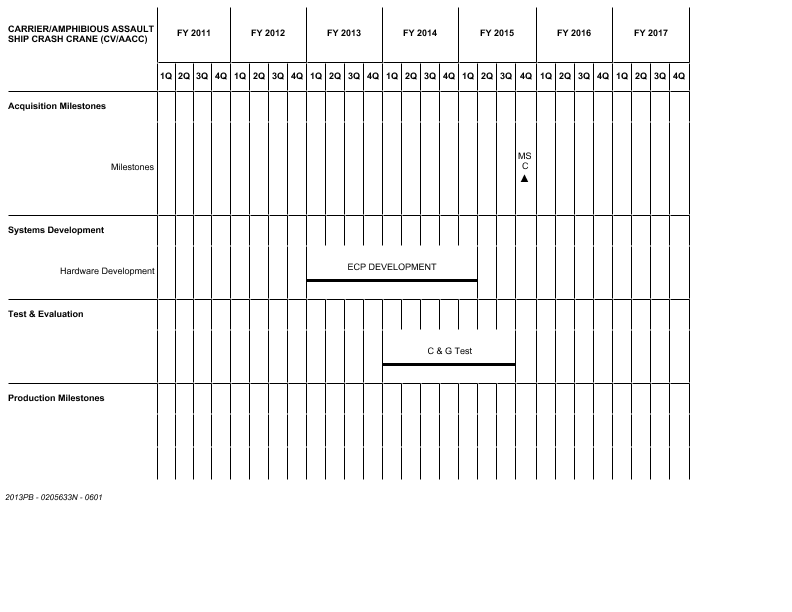 CARRIER/AMPHIBIOUS ASSAULT
SHIP CRASH CRANE (CV/AACC)
FY 2011 FY 2012 FY 2013 FY 2014 FY 2015 FY 2016 FY 2017
1Q 2Q 3Q 4Q 1Q 2Q 3Q 4Q 1Q 2Q 3Q 4Q 1Q 2Q 3Q 4Q 1Q 2Q 3Q 4Q 1Q 2Q 3Q 4Q 1Q 2Q 3Q 4Q
Acquisition Milestones
Milestones
MS
C
Systems Development
Hardware Development
ECP DEVELOPMENT
Test & Evaluation
C & G Test
Production Milestones
2013PB - 0205633N - 0601